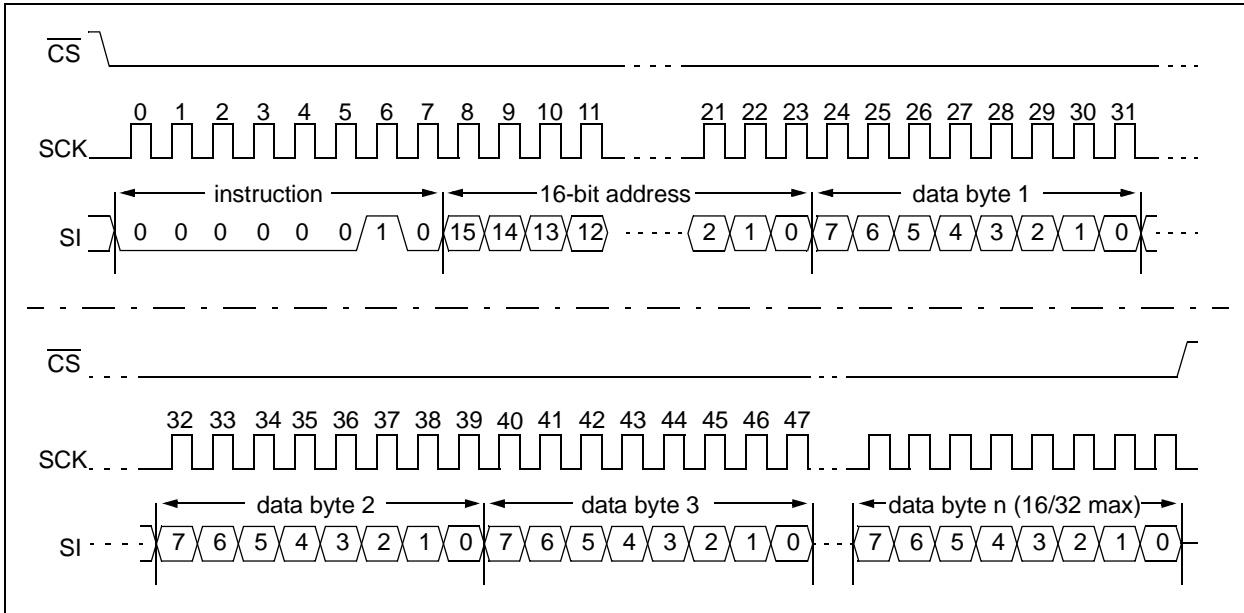 CS
0 1 2 3 4 5 6 7 8 9 10 11 21 22 23 24 25 26 27 28 29 30 31
SCK
instruction 16-bit address data byte 1
SI 0 0 0 0 0 0 1 0 15 14 13 12 2 1 0 7 6 5 4 3 2 1 0
CS
32 33 34 35 36 37 38 39 40 41 42 43 44 45 46 47
SCK
data byte 2 data byte 3 data byte n (16/32 max)
SI 7 6 5 4 3 2 1 0 7 6 5 4 3 2 1 0 7 6 5 4 3 2 1 0